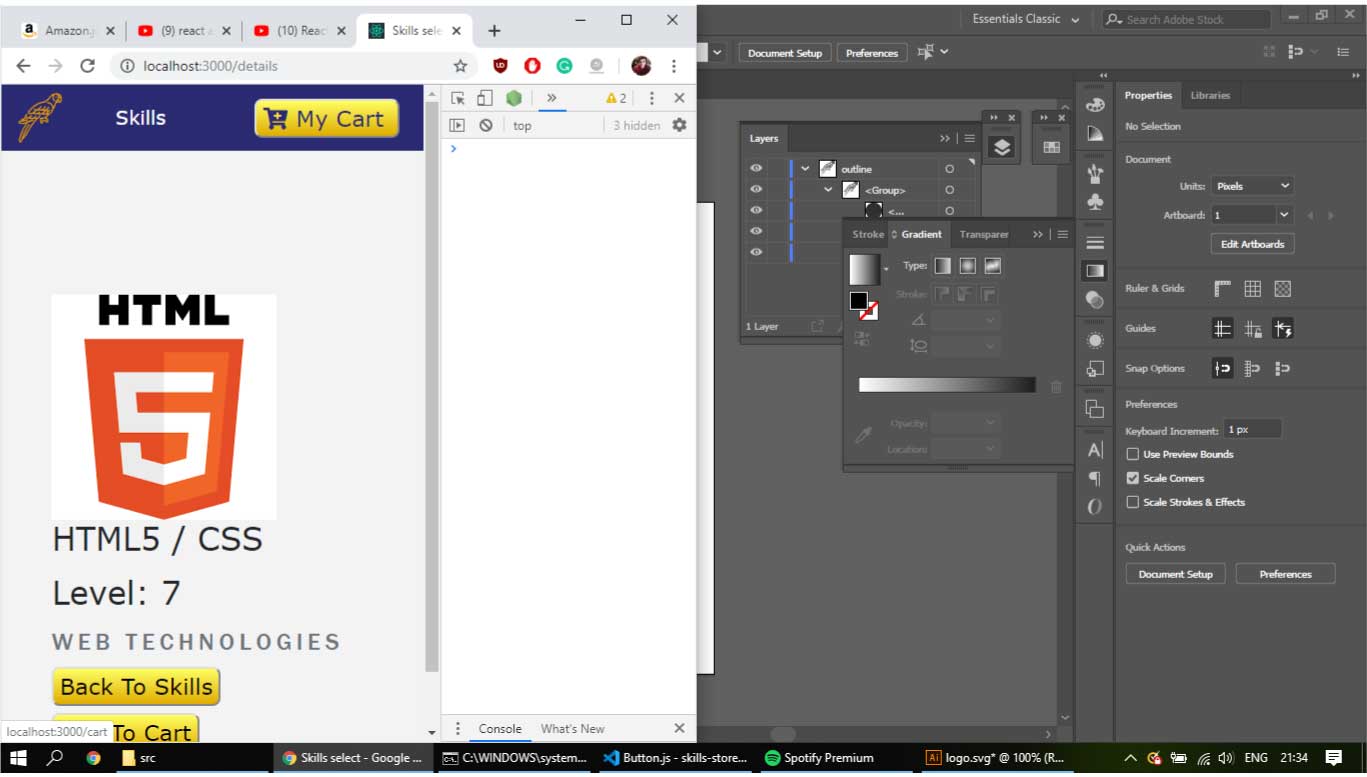 Amazon.j
(9) react a
(10) Reac
Skills sele
localhost:3000/details
Skills
My Cart
HTML
5
HTML5 / CSS
Level: 7
WEB TECHNOLOGIES
Back To Skills
To Cart
localhost:3000/cart
2
top
3 hidden
Console
What's New
Essentials Classic
Search Adobe Stock
Document Setup
Preferences
Layers
outline
<Group>
<...
1 Layer
Stroke
Gradient
Transparer
Type:
Stroke:
Opacity:
Location:
Properties
Libraries
No Selection
Document
Units:
Pixels
Artboard:
1
Edit Artboards
Ruler & Grids
Guides
Snap Options
Preferences
Keyboard Increment:
1 px
Use Preview Bounds
Scale Corners
Scale Strokes & Effects
Quick Actions
Document Setup
Preferences
src
Skills select - Google ...
C:\WINDOWS\system...
Button.js - skills-store...
Spotify Premium
Ai
logo.svg* @ 100% (R...
ENG
21:34